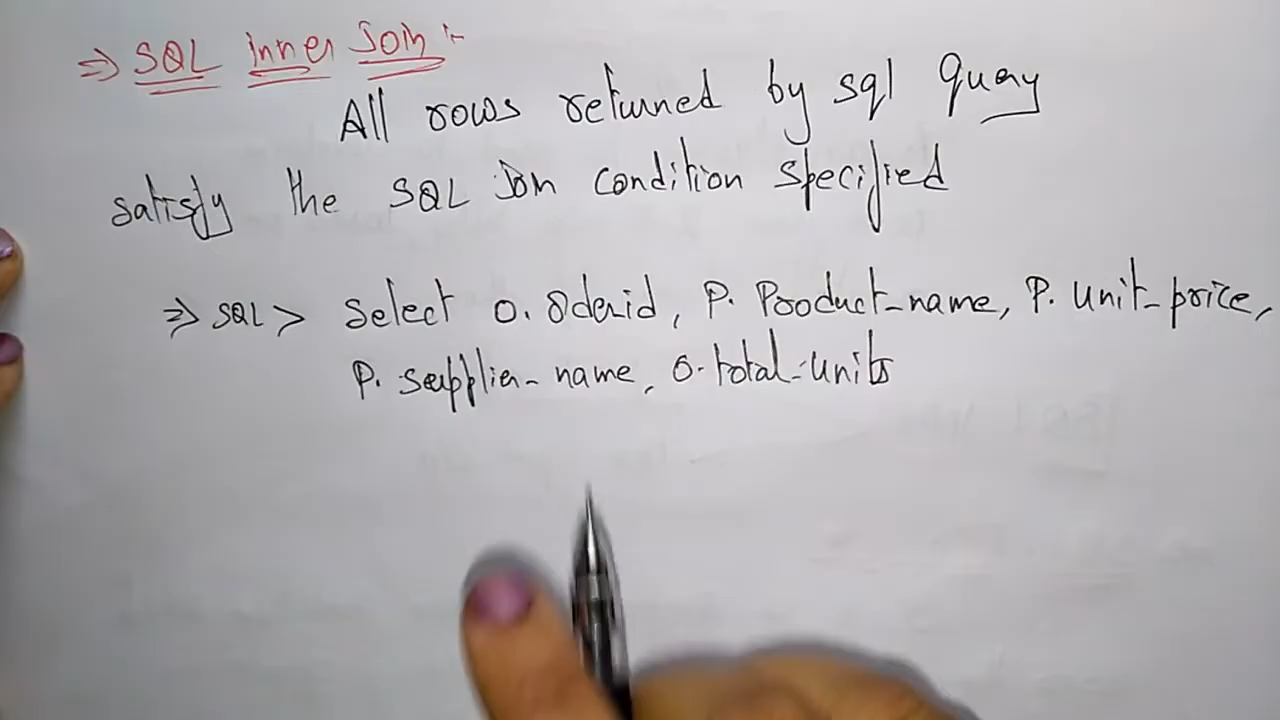 ⇒ SQL inner Join :-
All rows returned by sql Quay
satisfy the SQL Join condition specified
⇒ SQL > Select O. Oderid, P. Product_name, P. unit_price,
P. supplier_name, O. total_units